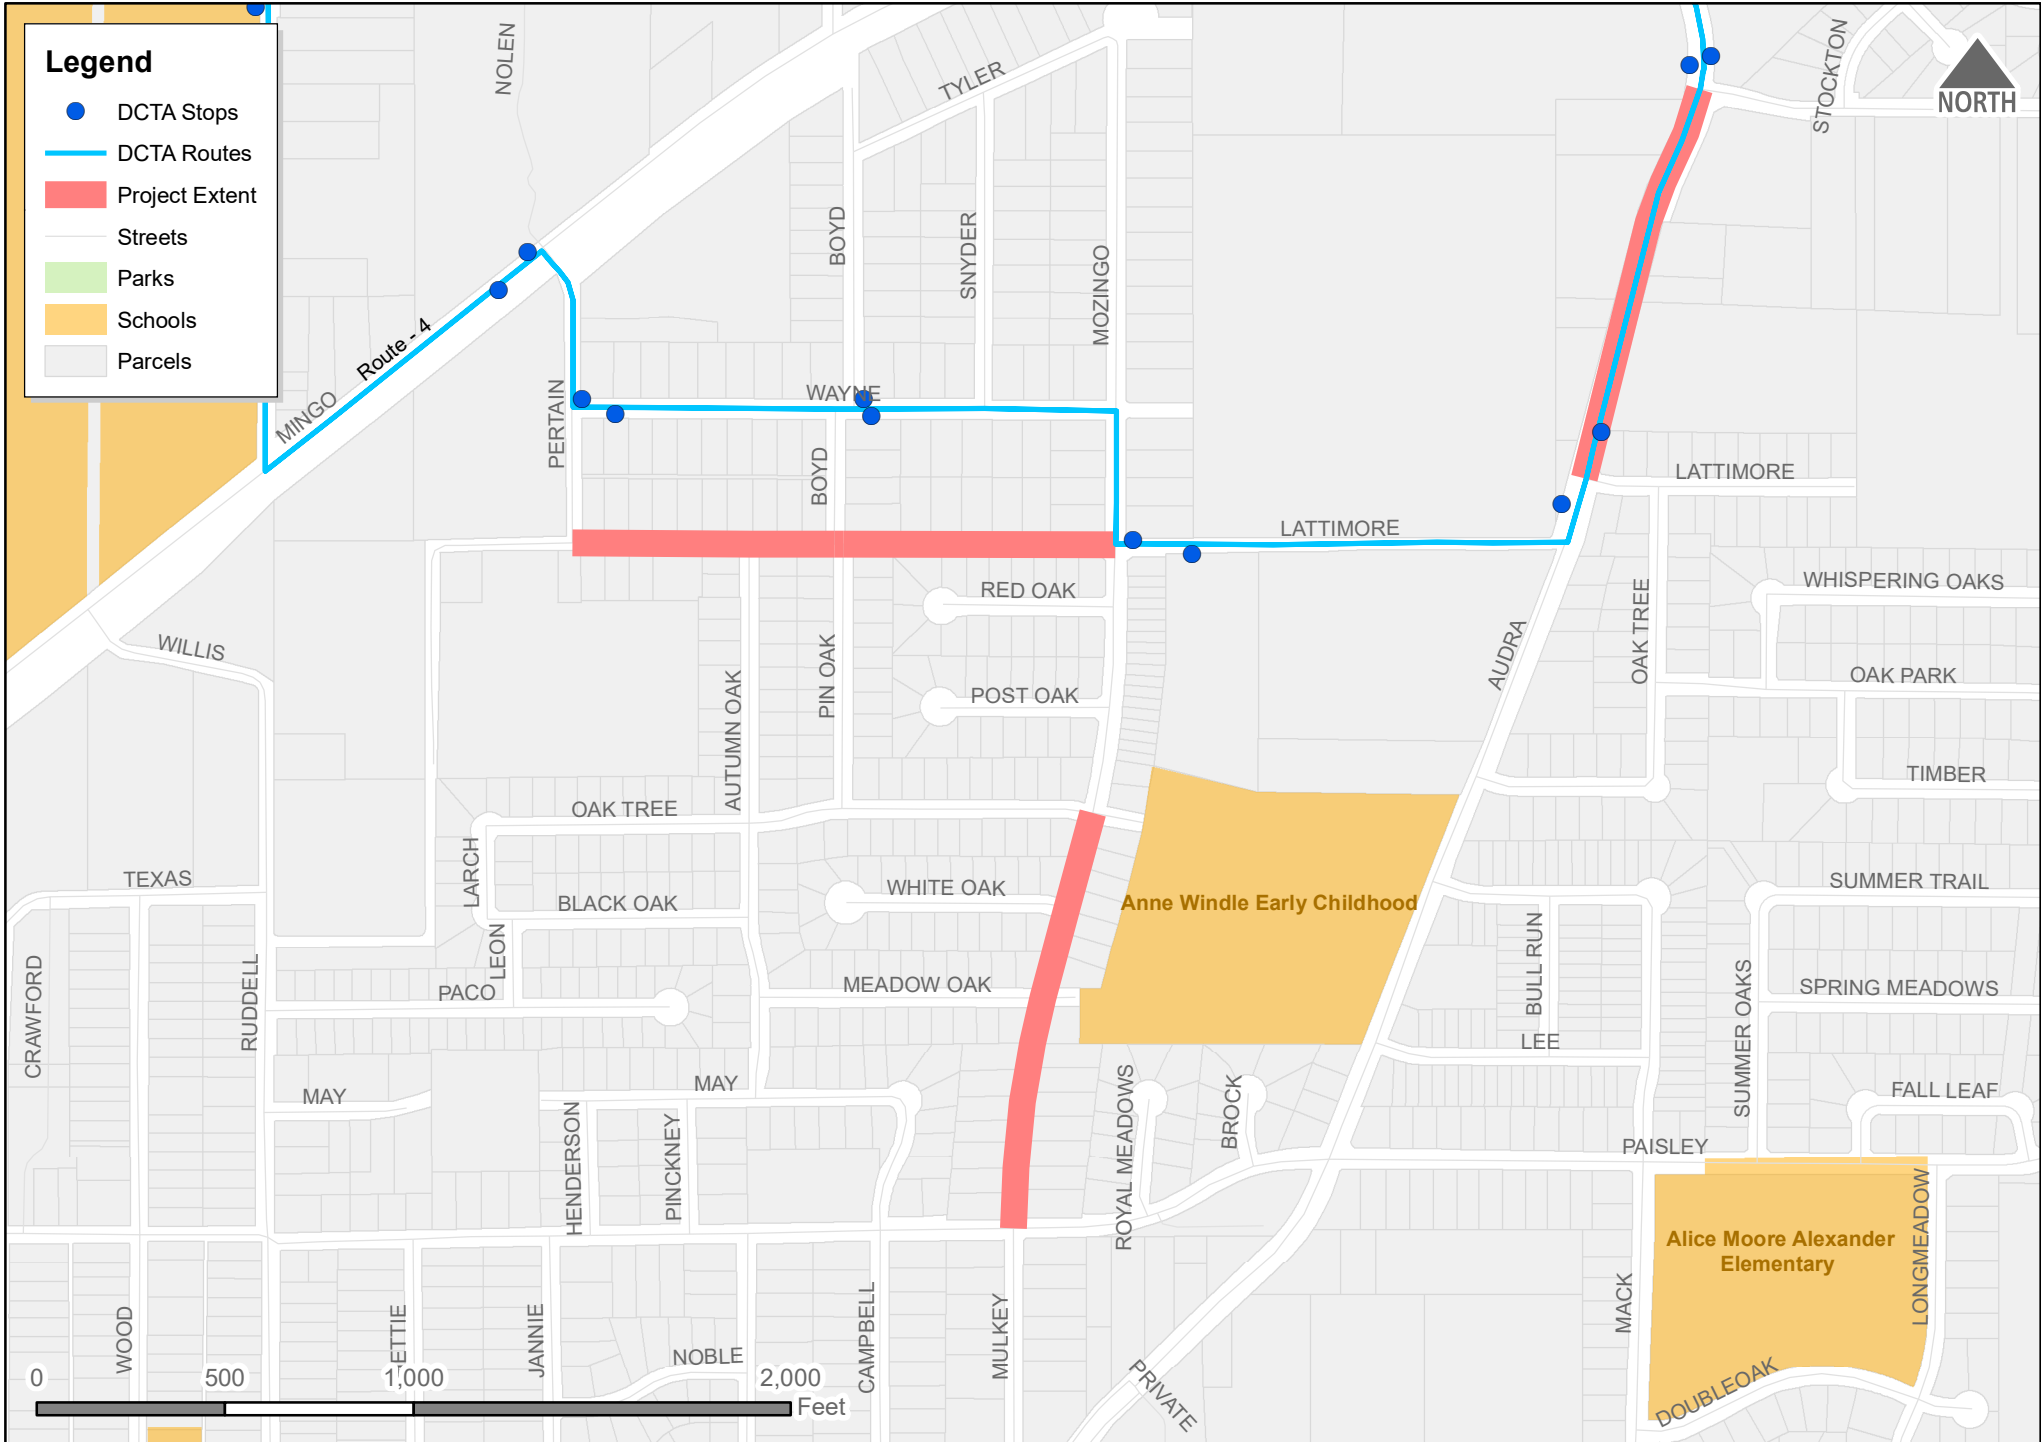 Legend
DCTA Stops
DCTA Routes
Project Extent
Streets
Parks
Schools
Parcels
NORTH
NOLEN
TYLER
STOCKTON
BOYD
SNYDER
MOZINGO
Route - 4
MINGO
PERTAIN
WAYNE
BOYD
LATTIMORE
LATTIMORE
RED OAK
WHISPERING OAKS
WILLIS
PIN OAK
POST OAK
AUDRA
OAK TREE
OAK PARK
AUTUMN OAK
OAK TREE
TIMBER
LARCH
TEXAS
WHITE OAK
BLACK OAK
Anne Windle Early Childhood
SUMMER TRAIL
CRAWFORD
RUDDELL
LEON
PACO
MEADOW OAK
BULL RUN
SUMMER OAKS
SPRING MEADOWS
LEE
MAY
MAY
FALL LEAF
HENDERSON
PINCKNEY
ROYAL MEADOWS
BROCK
PAISLEY
Alice Moore Alexander
Elementary
LONGMEADOW
WOOD
JANNIE
NOBLE
CAMPBELL
MULKEY
PRIVATE
MACK
DOUBLEOAK
0 500 1,000 2,000
Feet